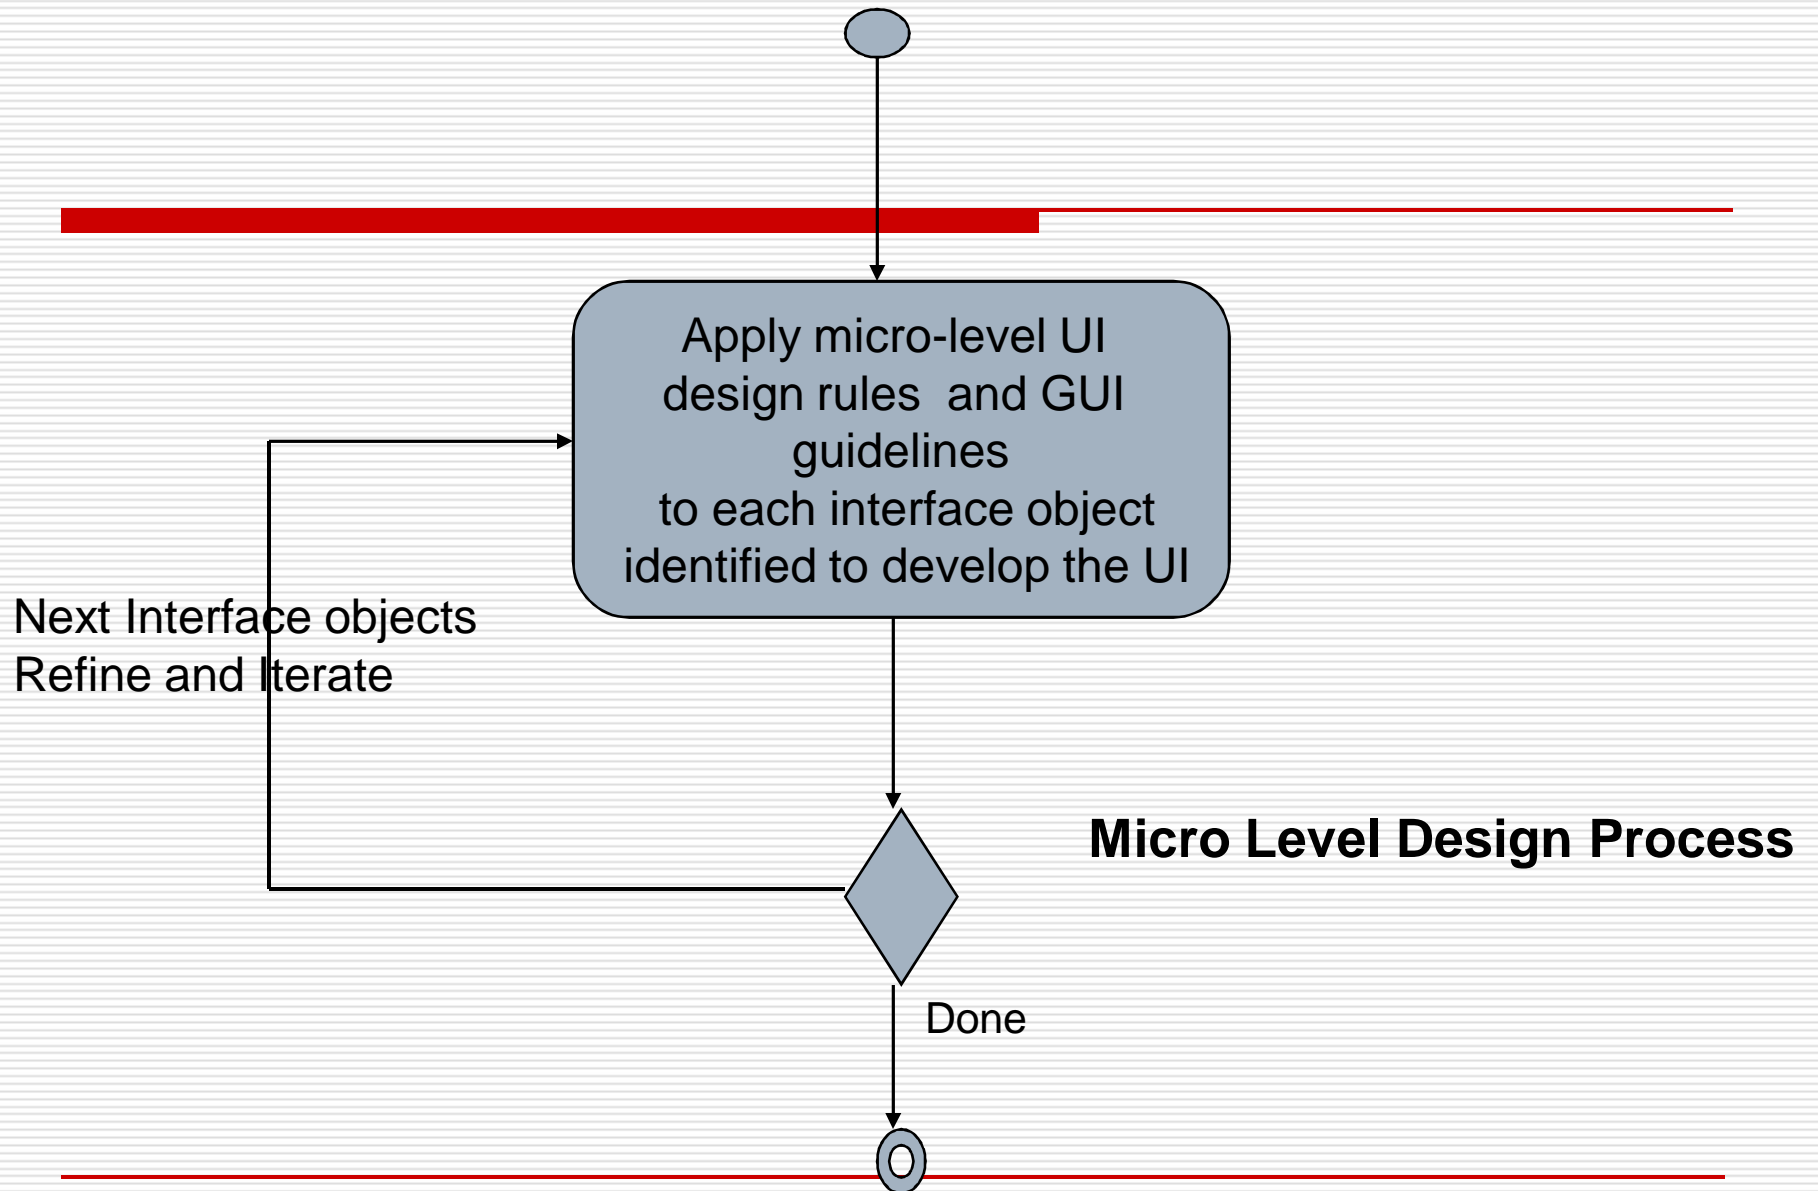 Apply micro-level UI
design rules  and GUI
guidelines
to each interface object
identified to develop the UI
Next Interface objects
Refine and Iterate
Micro Level Design Process
Done